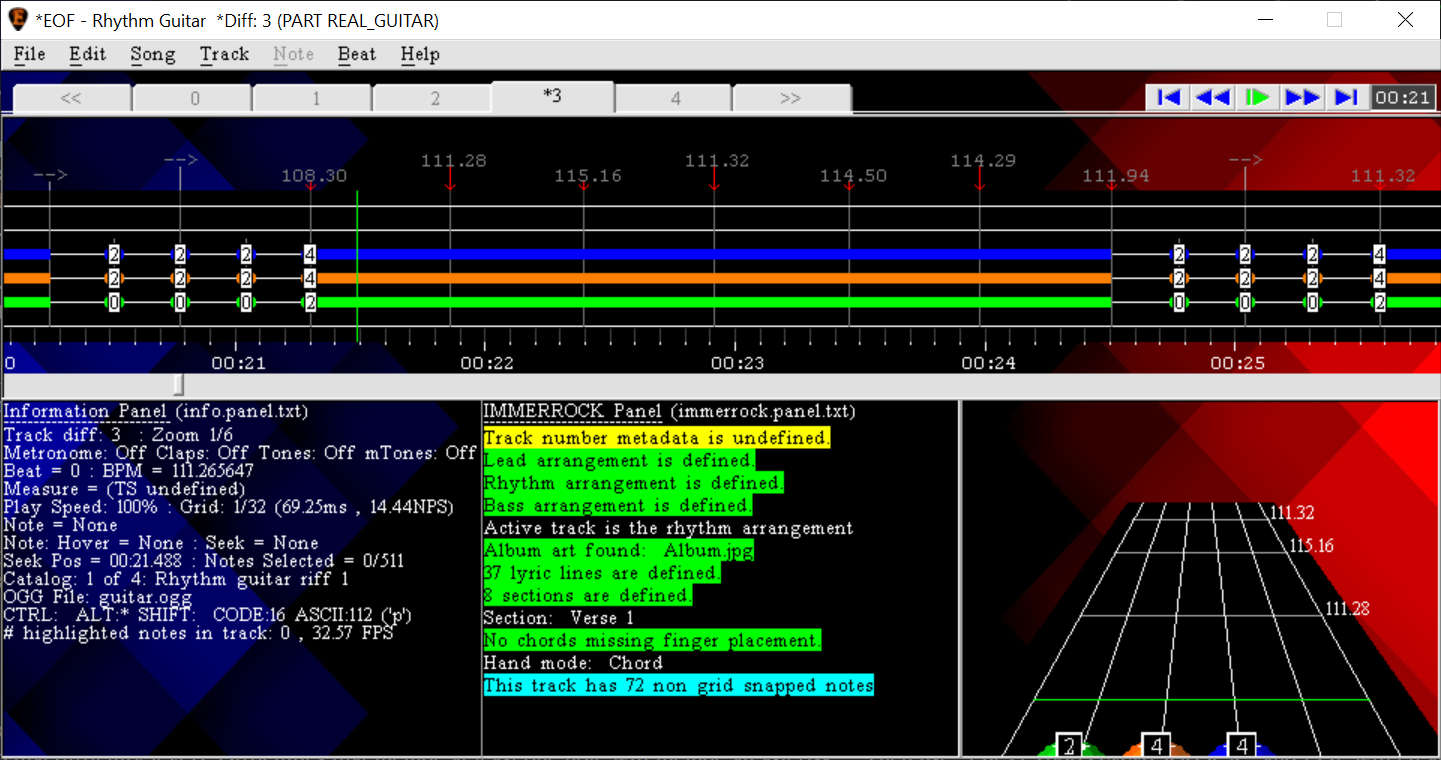 *EOF - Rhythm Guitar  *Diff: 3 (PART REAL_GUITAR)
File Edit Song Track Note Beat Help
<< 0 1 2 *3 4 >> 00:21
--> --> 108.30 111.28 115.16 111.32 114.50 114.29 111.94 --> 111.32
2 2 2 4 2 2 2 4
2 2 2 4 2 2 2 4
0 0 0 2 0 0 0 2
0 00:21 00:22 00:23 00:24 00:25
Information Panel (info.panel.txt)
Track diff: 3  : Zoom 1/6
Metronome: Off Claps: Off Tones: Off mTones: Off
Beat = 0 : BPM = 111.265647
Measure = (TS undefined)
Play Speed: 100% : Grid: 1/32 (69.25ms , 14.44NPS)
Note = None
Note: Hover = None : Seek = None
Seek Pos = 00:21.488 : Notes Selected = 0/511
Catalog: 1 of 4: Rhythm guitar riff 1
OGG File: guitar.ogg
CTRL:   ALT:* SHIFT:   CODE:16 ASCII:112 ('p')
# highlighted notes in track: 0 , 32.57 FPS
IMMERROCK Panel (immerrock.panel.txt)
Track number metadata is undefined.
Lead arrangement is defined.
Rhythm arrangement is defined.
Bass arrangement is defined.
Active track is the rhythm arrangement
Album art found:  Album.jpg
37 lyric lines are defined.
8 sections are defined.
Section:  Verse 1
No chords missing finger placement.
Hand mode:  Chord
This track has 72 non grid snapped notes
111.32
115.16
111.28
2 4 4